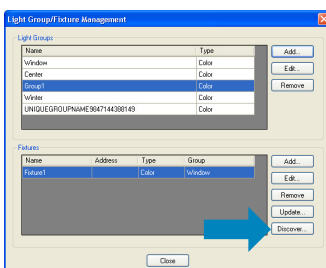 Light Group/Fixture Management
Light Groups
Name Type
Window Color
Center Color
Group1 Color
Winter Color
UNIQUEGROUPNAME9847144388149 Color
Add...
Edit...
Remove
Fixtures
Name Address Type Group
Fixture1 Color Window
Add...
Edit...
Remove
Update...
Discover...
Close